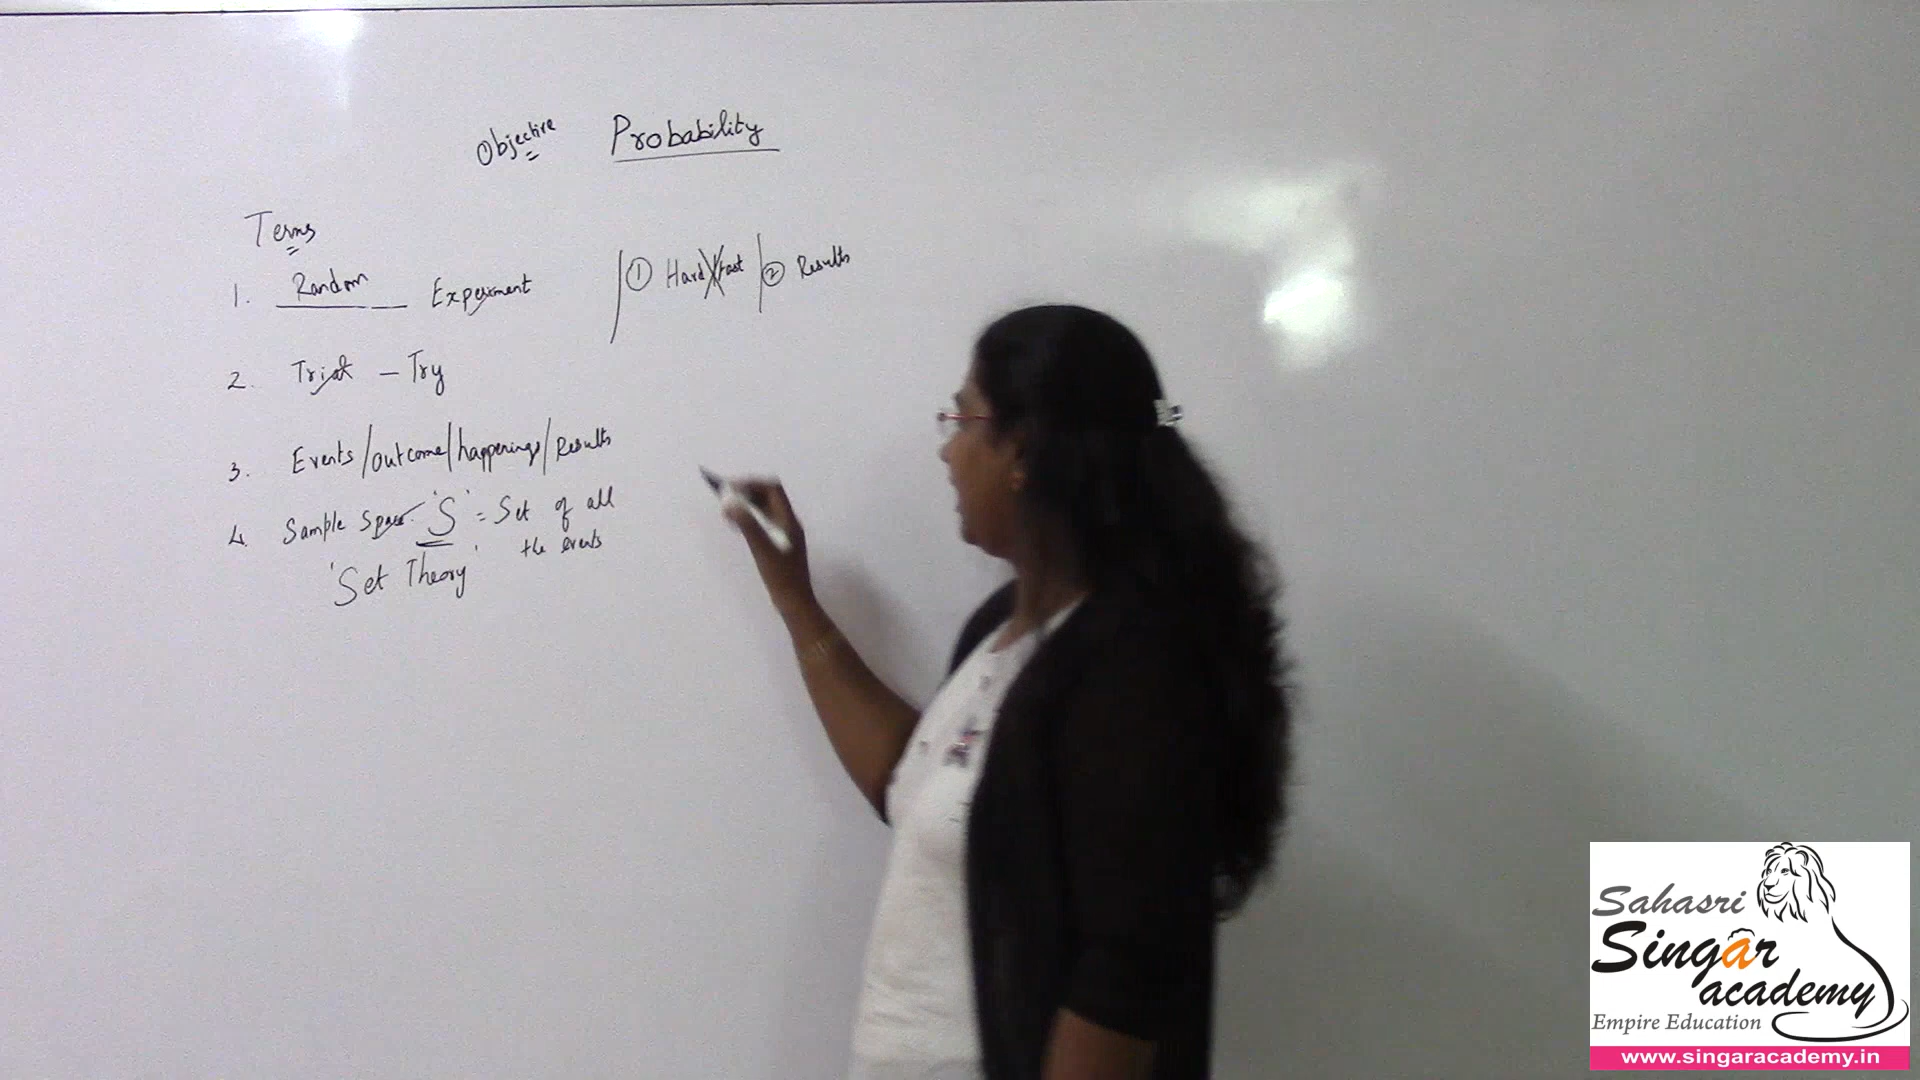 Objective Probability
Terms
1. Random Experiment ① Hard Fast ② Results
2. Trial - Try
3. Events/outcome/happenings/Results
4. Sample Space 'S' = Set of all
the events
'Set Theory'
Sahasri
Singar
academy
Empire Education
www.singaracademy.in